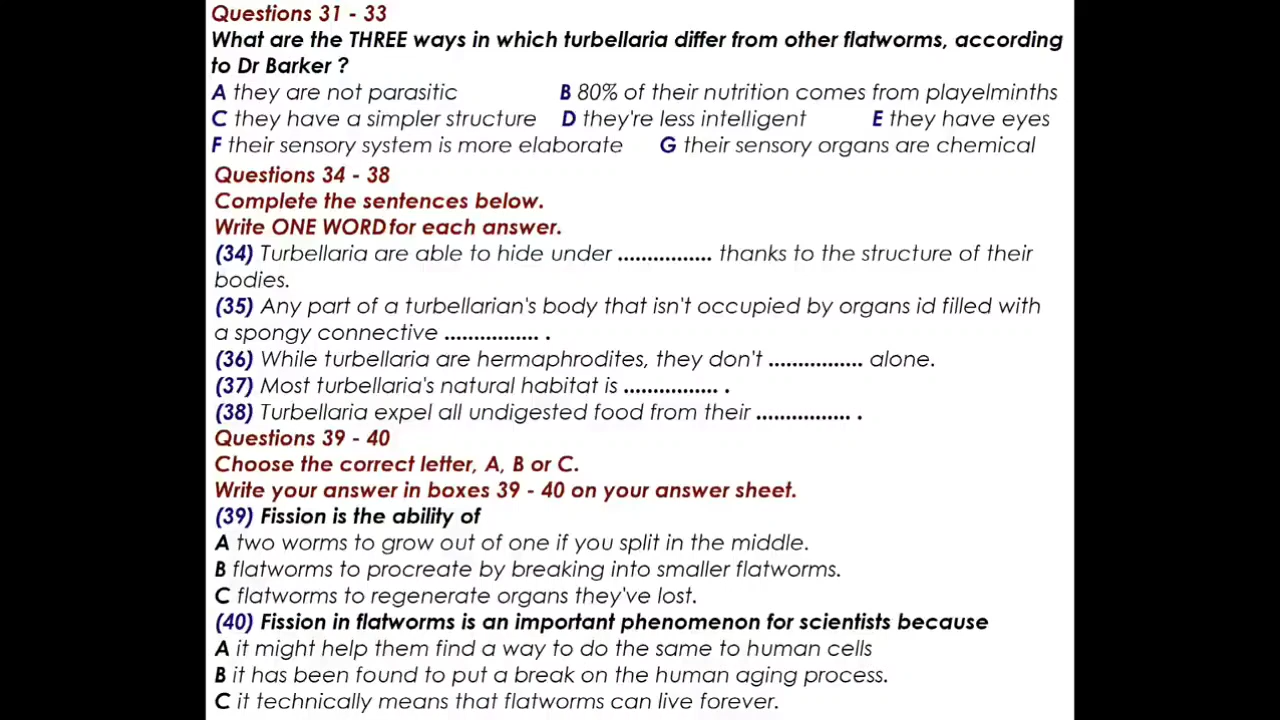 Questions 31 - 33
What are the THREE ways in which turbellaria differ from other flatworms, according
to Dr Barker ?
A they are not parasitic B 80% of their nutrition comes from playelminths
C they have a simpler structure D they're less intelligent E they have eyes
F their sensory system is more elaborate G their sensory organs are chemical
Questions 34 - 38
Complete the sentences below.
Write ONE WORD for each answer.
(34) Turbellaria are able to hide under ................ thanks to the structure of their
bodies.
(35) Any part of a turbellarian's body that isn't occupied by organs id filled with
a spongy connective ................ .
(36) While turbellaria are hermaphrodites, they don't ................ alone.
(37) Most turbellaria's natural habitat is ................ .
(38) Turbellaria expel all undigested food from their ................ .
Questions 39 - 40
Choose the correct letter, A, B or C.
Write your answer in boxes 39 - 40 on your answer sheet.
(39) Fission is the ability of
A two worms to grow out of one if you split in the middle.
B flatworms to procreate by breaking into smaller flatworms.
C flatworms to regenerate organs they've lost.
(40) Fission in flatworms is an important phenomenon for scientists because
A it might help them find a way to do the same to human cells
B it has been found to put a break on the human aging process.
C it technically means that flatworms can live forever.